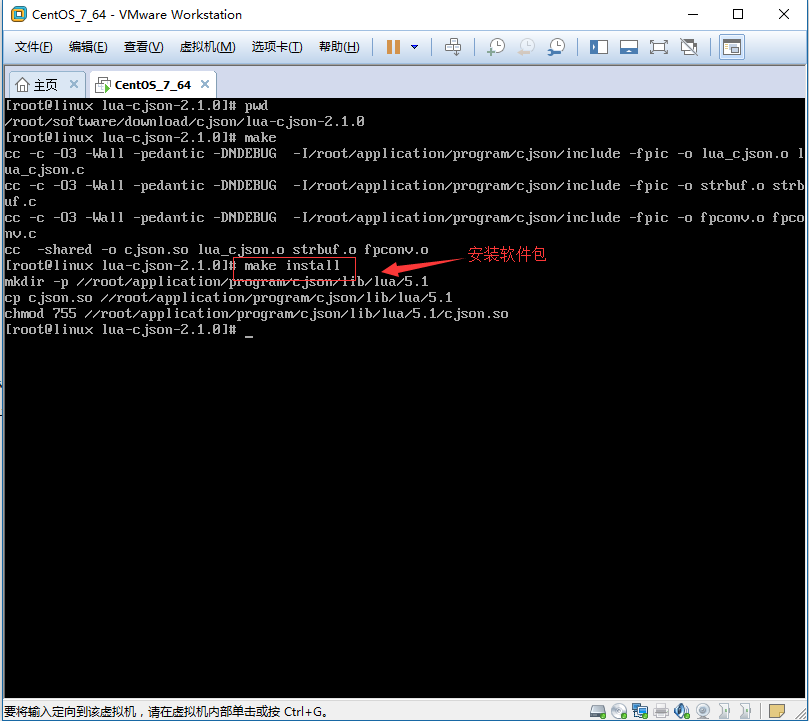 CentOS_7_64 - VMware Workstation
文件(F) 编辑(E) 查看(V) 虚拟机(M) 选项卡(T) 帮助(H)
主页 CentOS_7_64
[root@linux lua-cjson-2.1.0]# pwd
/root/software/download/cjson/lua-cjson-2.1.0
[root@linux lua-cjson-2.1.0]# make
cc -c -O3 -Wall -pedantic -DNDEBUG  -I/root/application/program/cjson/include -fpic -o lua_cjson.o l
ua_cjson.c
cc -c -O3 -Wall -pedantic -DNDEBUG  -I/root/application/program/cjson/include -fpic -o strbuf.o strb
uf.c
cc -c -O3 -Wall -pedantic -DNDEBUG  -I/root/application/program/cjson/include -fpic -o fpconv.o fpco
nv.c
cc  -shared -o cjson.so lua_cjson.o strbuf.o fpconv.o
[root@linux lua-cjson-2.1.0]# make install
安装软件包
mkdir -p //root/application/program/cjson/lib/lua/5.1
cp cjson.so //root/application/program/cjson/lib/lua/5.1
chmod 755 //root/application/program/cjson/lib/lua/5.1/cjson.so
[root@linux lua-cjson-2.1.0]# _
要将输入定向到该虚拟机，请在虚拟机内部单击或按 Ctrl+G。